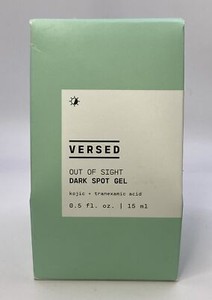 VERSED
OUT OF SIGHT
DARK SPOT GEL
kojic + tranexamic acid
0.5 fl. oz. | 15 ml